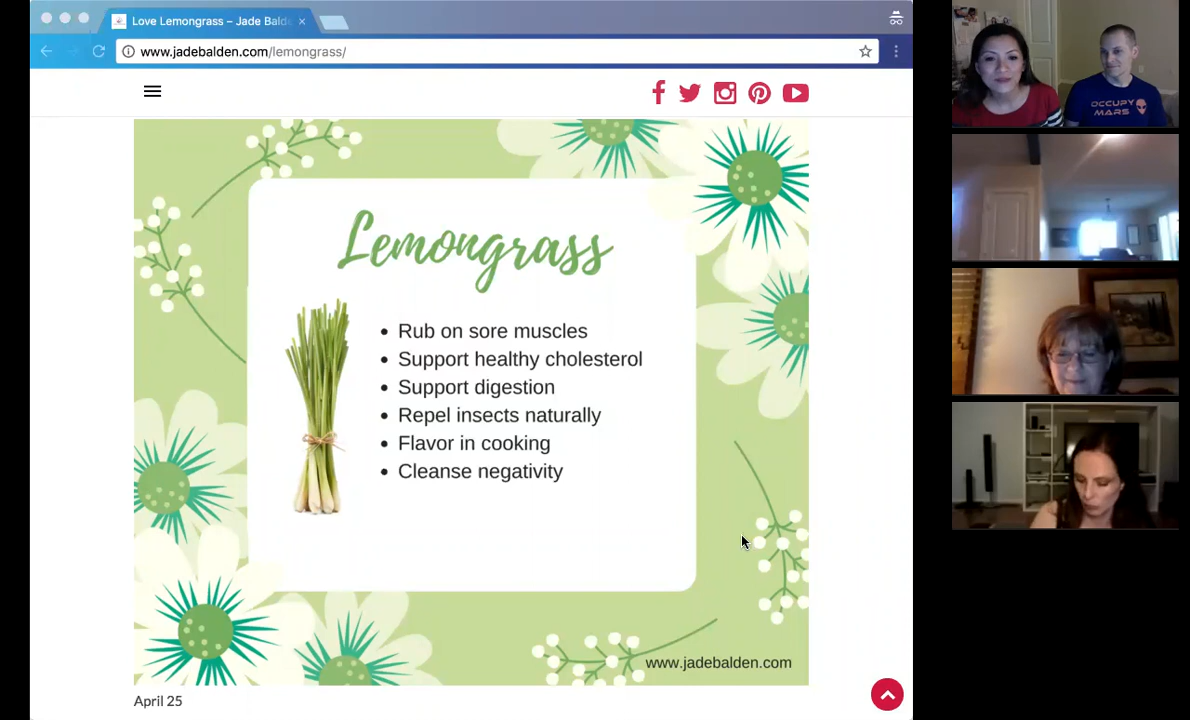 Love Lemongrass – Jade Bald
www.jadebalden.com/lemongrass/
Lemongrass
• Rub on sore muscles
• Support healthy cholesterol
• Support digestion
• Repel insects naturally
• Flavor in cooking
• Cleanse negativity
www.jadebalden.com
April 25
OCCUPY
MARS